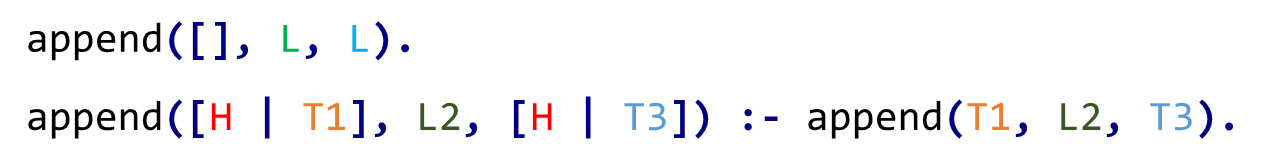 append([], L, L).
append([H | T1], L2, [H | T3]) :- append(T1, L2, T3).